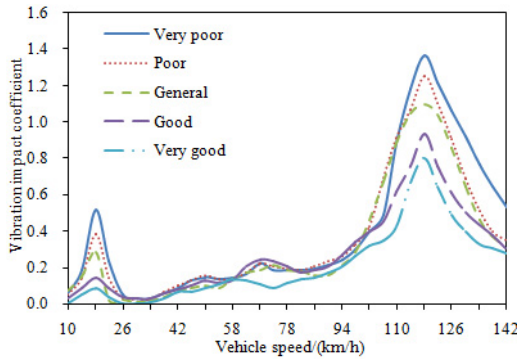 1.6
1.4
1.2
1.0
0.8
0.6
0.4
0.2
0.0
Vibration impact coefficient
Very poor
Poor
General
Good
Very good
10 26 42 58 78 94 110 126 142
Vehicle speed/(km/h)